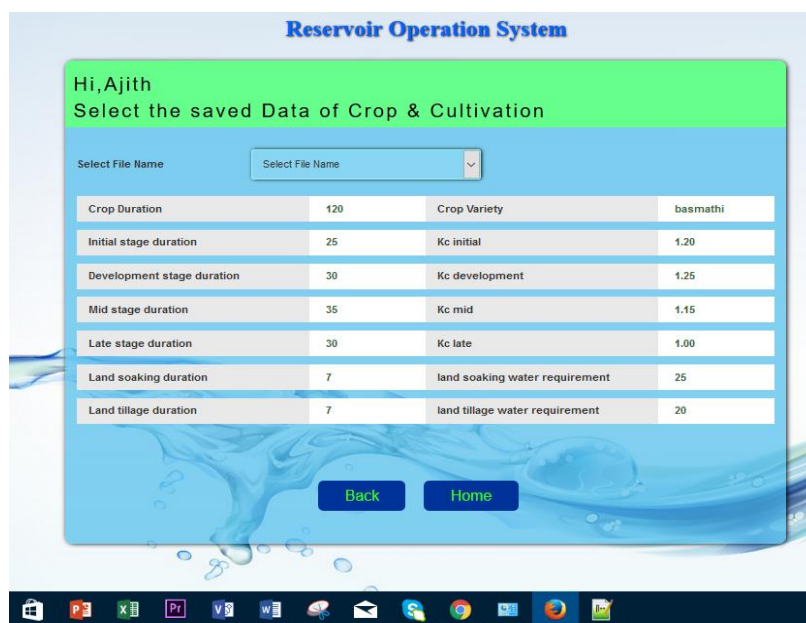 Reservoir Operation System
Hi,Ajith
Select the saved Data of Crop & Cultivation
Select File Name Select File Name
Crop Duration 120 Crop Variety basmathi
Initial stage duration 25 Kc initial 1.20
Development stage duration 30 Kc development 1.25
Mid stage duration 35 Kc mid 1.15
Late stage duration 30 Kc late 1.00
Land soaking duration 7 land soaking water requirement 25
Land tillage duration 7 land tillage water requirement 20
Back Home